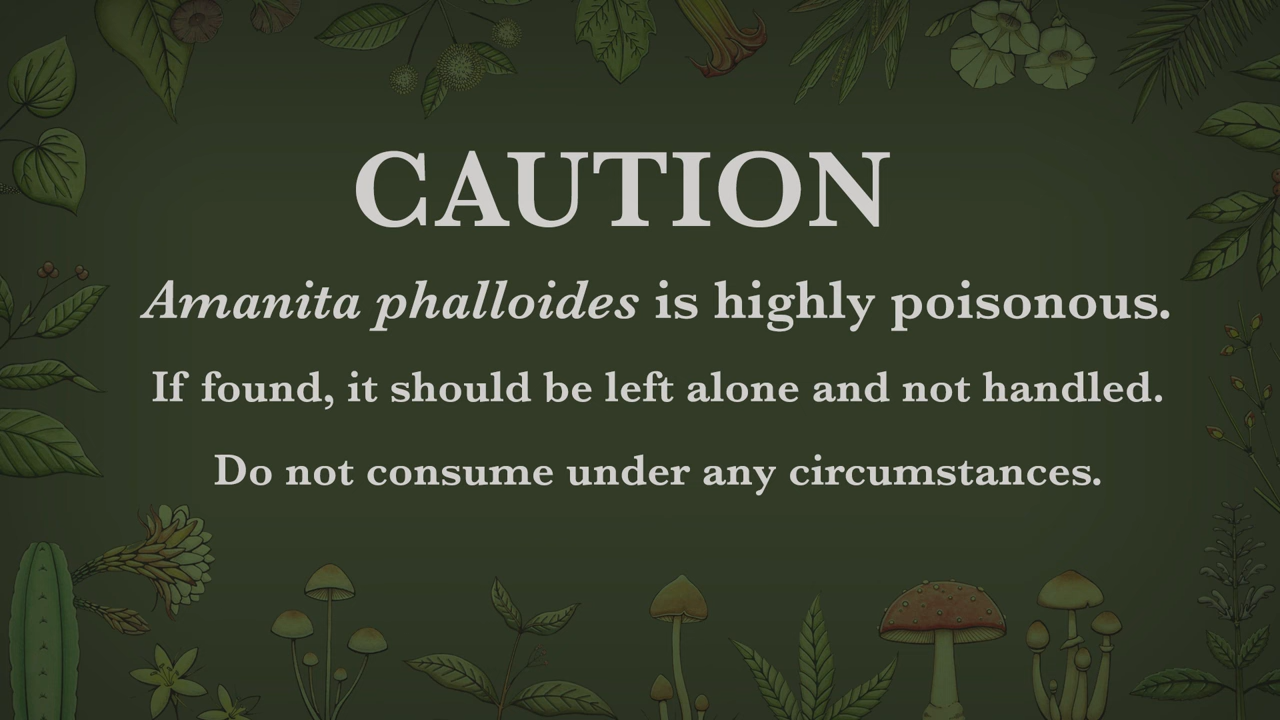 CAUTION
Amanita phalloides is highly poisonous.
If found, it should be left alone and not handled.
Do not consume under any circumstances.